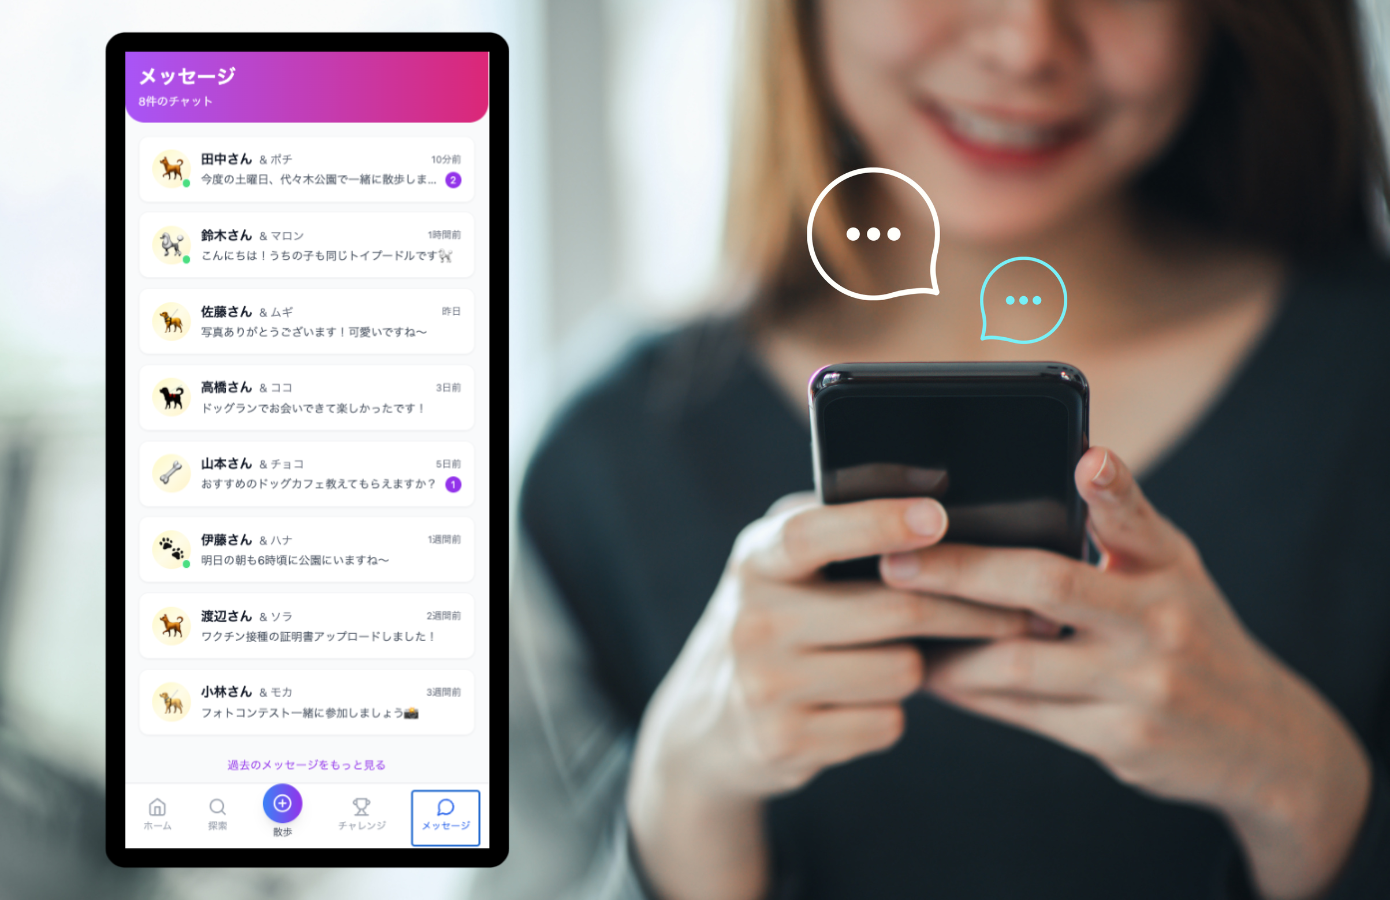 メッセージ
8件のチャット
田中さん & ポチ 10分前
今度の土曜日、代々木公園で一緒に散歩しま... 2
鈴木さん & マロン 1時間前
こんにちは！うちの子も同じトイプードルです🐩
佐藤さん & ムギ 昨日
写真ありがとうございます！可愛いですね〜
高橋さん & ココ 3日前
ドッグランでお会いできて楽しかったです！
山本さん & チョコ 5日前
おすすめのドッグカフェ教えてもらえますか？ 1
伊藤さん & ハナ 1週間前
明日の朝も6時頃に公園にいますね〜
渡辺さん & ソラ 2週間前
ワクチン接種の証明書アップロードしました！
小林さん & モカ 3週間前
フォトコンテスト一緒に参加しましょう📸
過去のメッセージをもっと見る
ホーム 探索 散歩 チャレンジ メッセージ